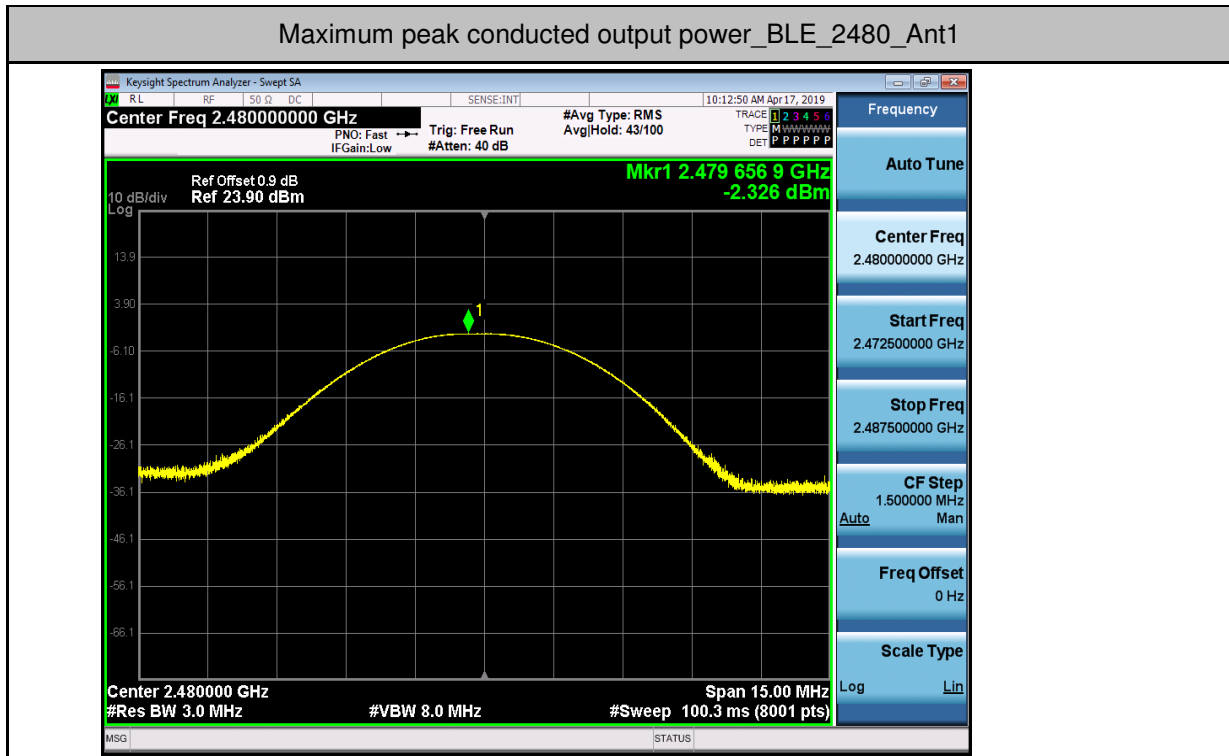 Maximum peak conducted output power_BLE_2480_Ant1
Keysight Spectrum Analyzer - Swept SA
LXI RL RF 50 Ω DC SENSE:INT 10:12:50 AM Apr 17, 2019
Center Freq 2.480000000 GHz
PNO: Fast
IFGain:Low
Trig: Free Run
#Atten: 40 dB
#Avg Type: RMS
Avg|Hold: 43/100
TRACE 1 2 3 4 5 6
TYPE M WWWWW
DET P P P P P P
Mkr1 2.479 656 9 GHz
-2.326 dBm
Ref Offset 0.9 dB
10 dB/div Ref 23.90 dBm
Log
13.9
3.90
1
-6.10
-16.1
-26.1
-36.1
-46.1
-56.1
-66.1
Center 2.480000 GHz Span 15.00 MHz
#Res BW 3.0 MHz #VBW 8.0 MHz #Sweep 100.3 ms (8001 pts)
MSG STATUS
Frequency
Auto Tune
Center Freq
2.480000000 GHz
Start Freq
2.472500000 GHz
Stop Freq
2.487500000 GHz
CF Step
1.500000 MHz
Auto Man
Freq Offset
0 Hz
Scale Type
Log Lin